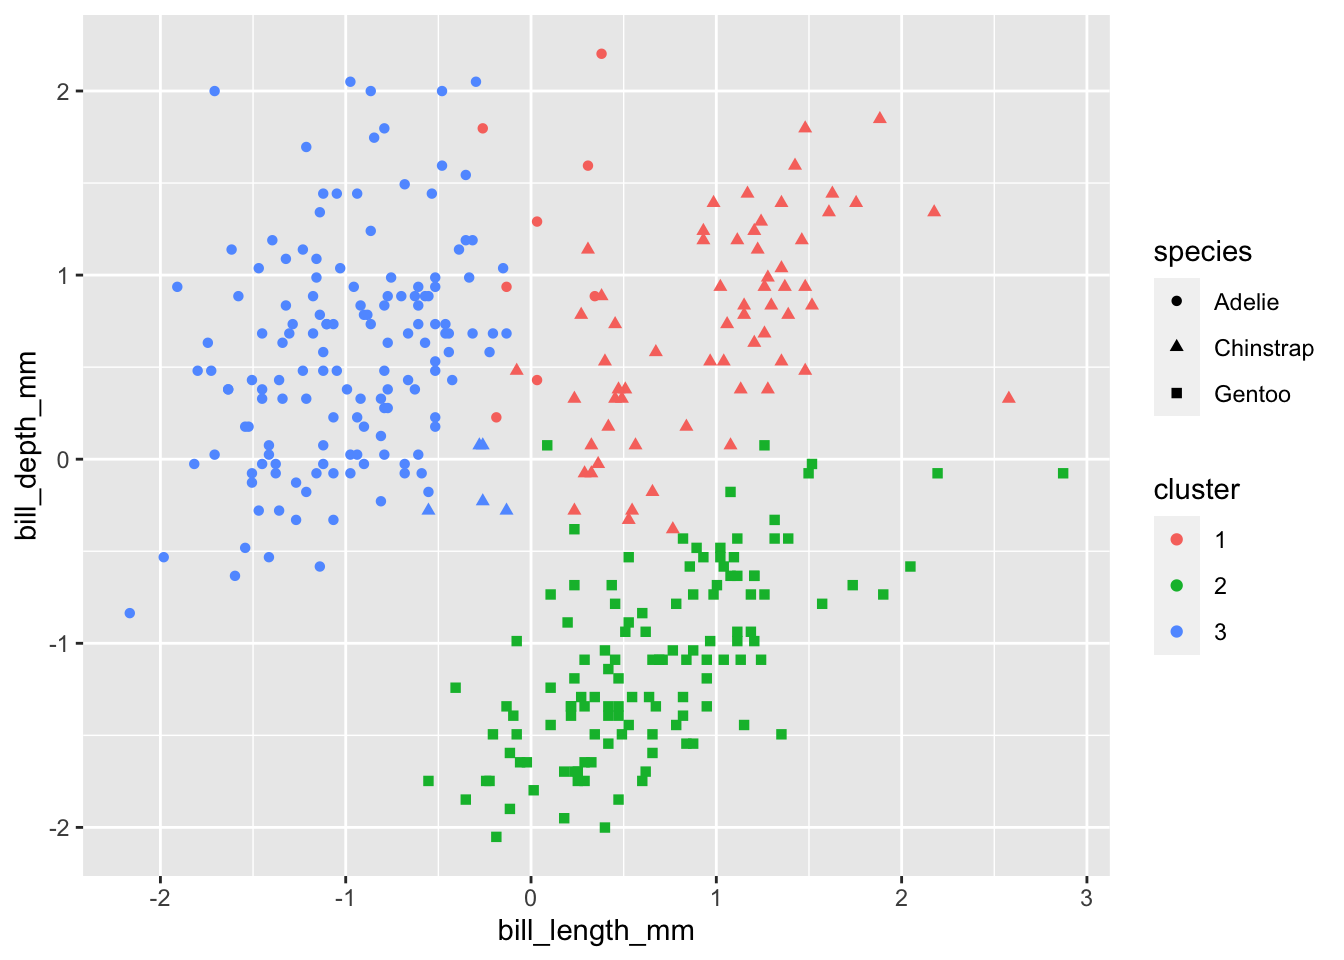 2
1
0
-1
-2
bill_depth_mm
-2 -1 0 1 2 3
bill_length_mm
species
Adelie
Chinstrap
Gentoo
cluster
1
2
3